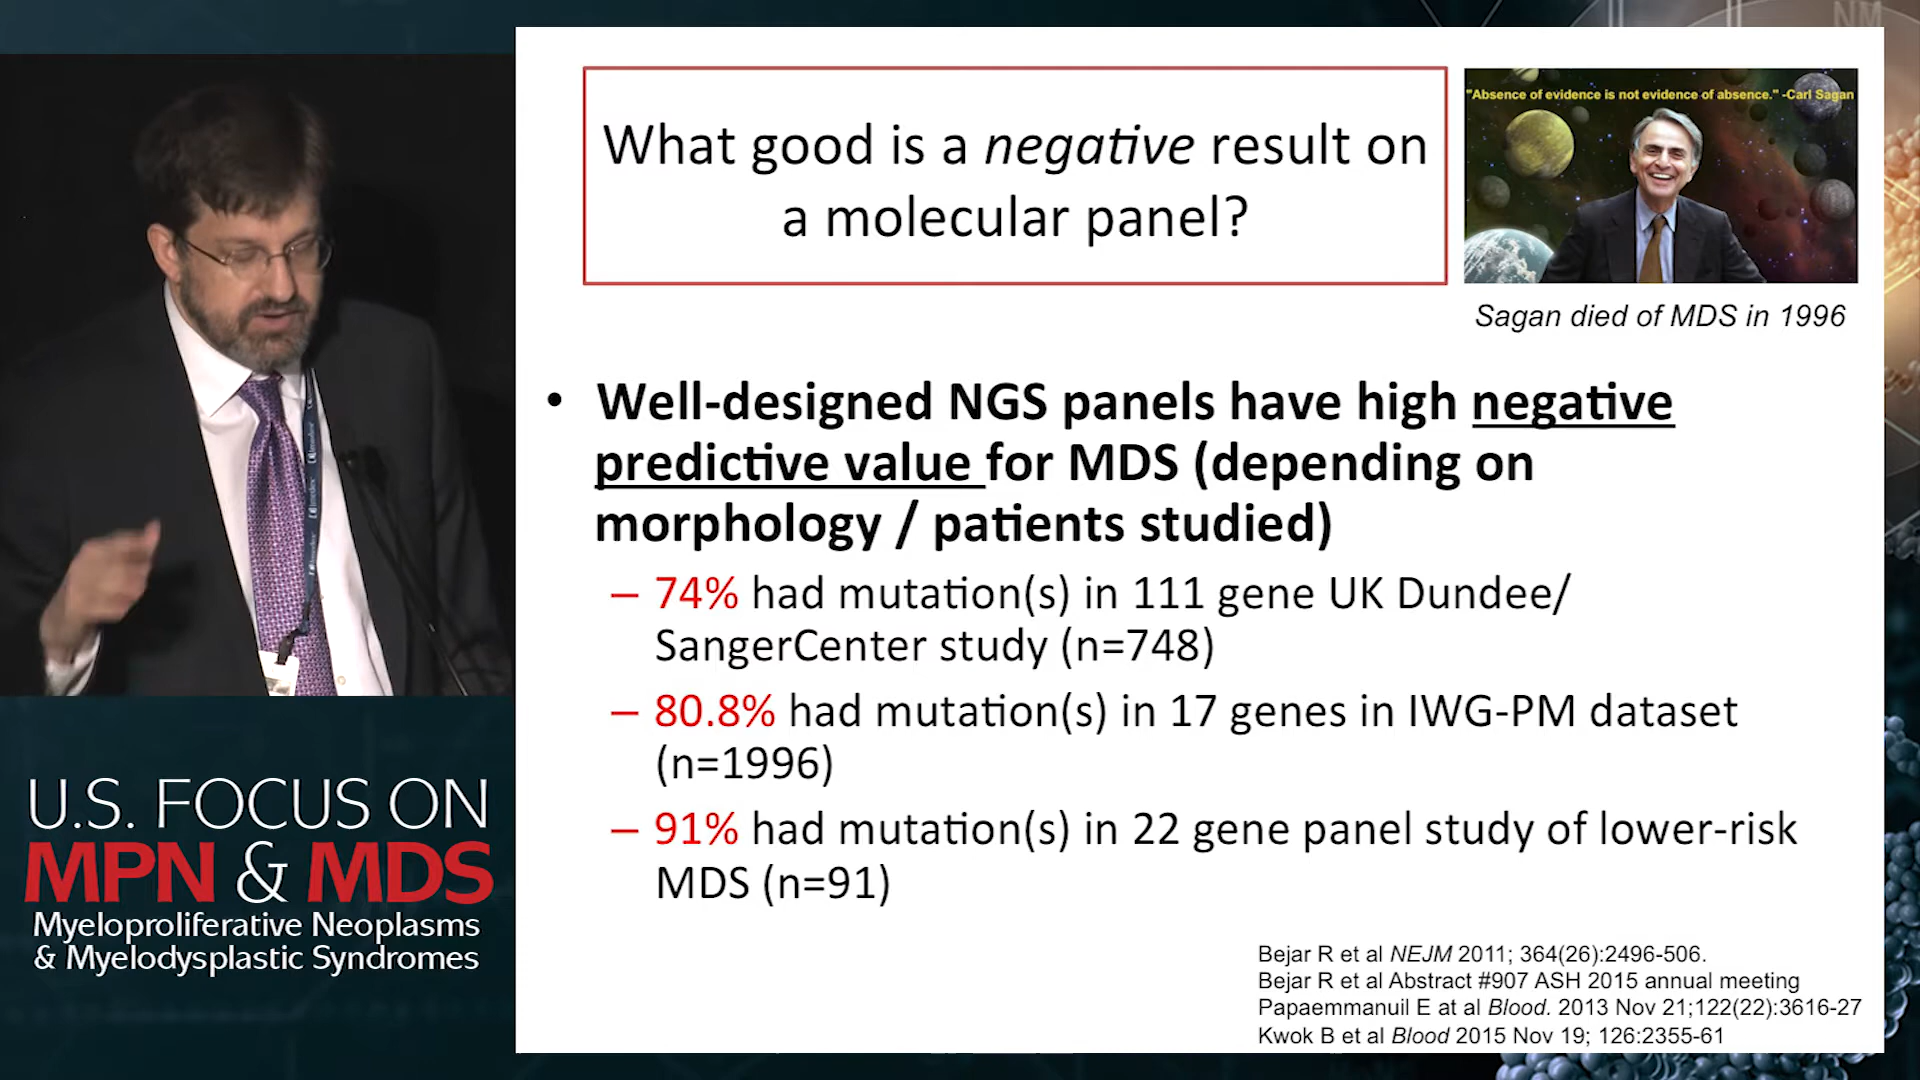 What good is a negative result on
a molecular panel?
"Absence of evidence is not evidence of absence." -Carl Sagan
Sagan died of MDS in 1996
• Well-designed NGS panels have high negative
predictive value for MDS (depending on
morphology / patients studied)
– 74% had mutation(s) in 111 gene UK Dundee/
SangerCenter study (n=748)
– 80.8% had mutation(s) in 17 genes in IWG-PM dataset
(n=1996)
– 91% had mutation(s) in 22 gene panel study of lower-risk
MDS (n=91)
Bejar R et al NEJM 2011; 364(26):2496-506.
Bejar R et al Abstract #907 ASH 2015 annual meeting
Papaemmanuil E at al Blood. 2013 Nov 21;122(22):3616-27
Kwok B et al Blood 2015 Nov 19; 126:2355-61
U.S. FOCUS ON
MPN & MDS
Myeloproliferative Neoplasms
& Myelodysplastic Syndromes
NM